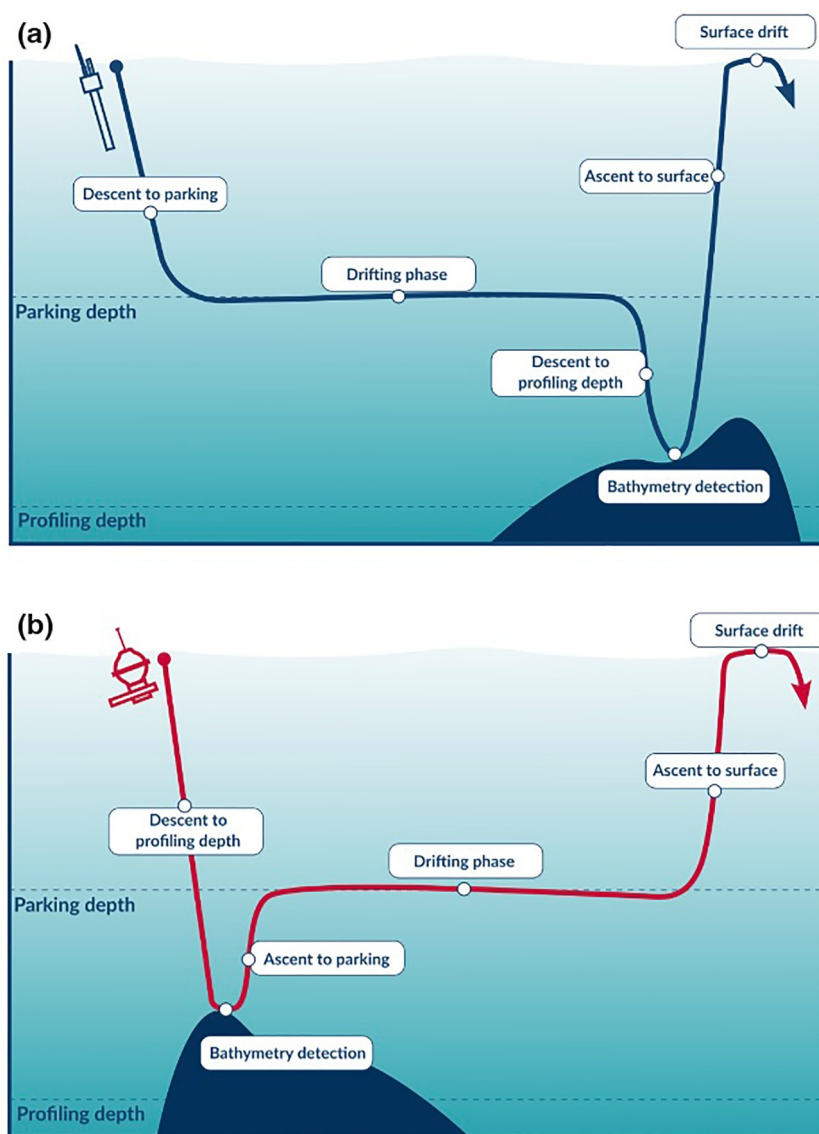 (a)
Surface drift
Descent to parking
Ascent to surface
Drifting phase
Parking depth
Descent to
profiling depth
Bathymetry detection
Profiling depth
(b)
Surface drift
Ascent to surface
Descent to
profiling depth
Drifting phase
Parking depth
Ascent to parking
Bathymetry detection
Profiling depth